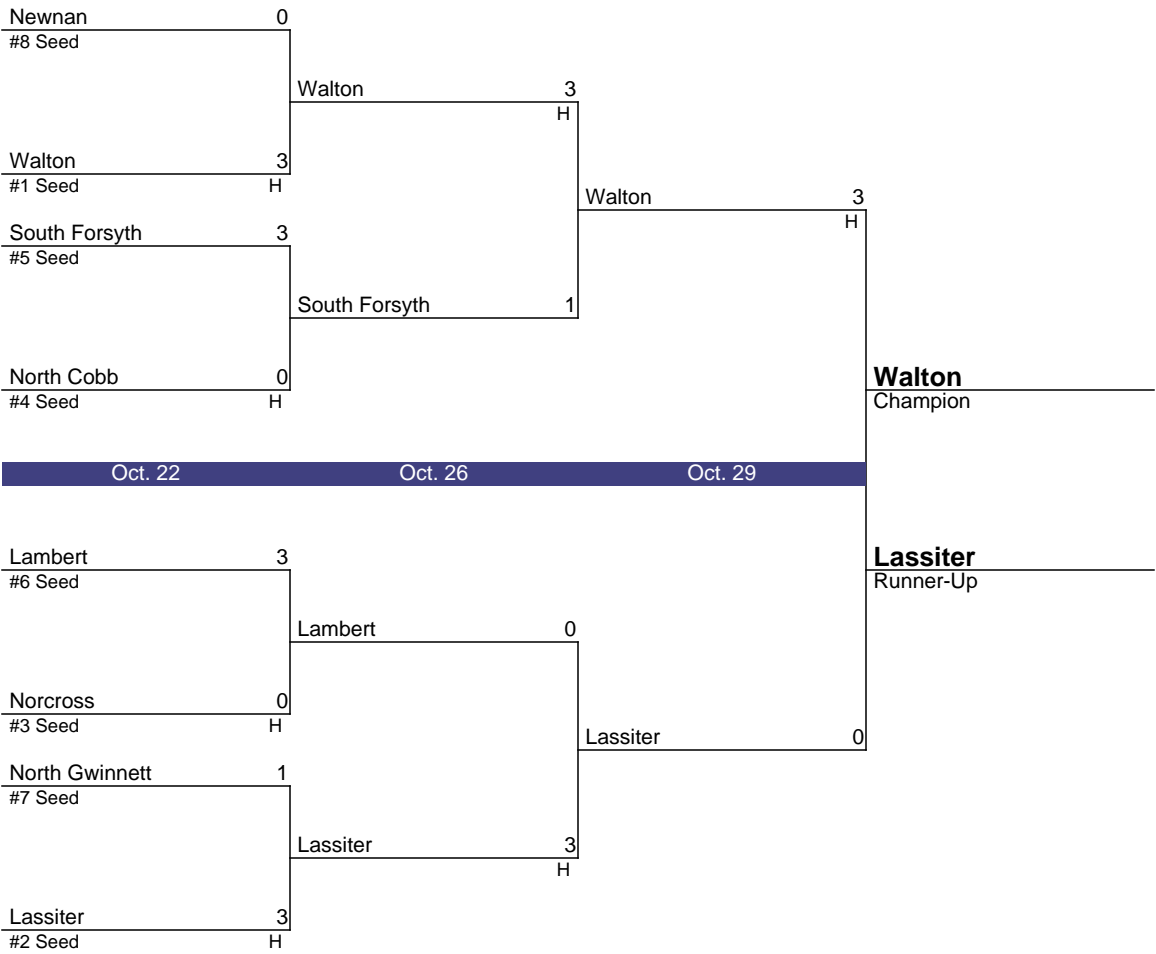 Newnan 0
#8 Seed
Walton 3
H
Walton 3
#1 Seed H
Walton 3
H
South Forsyth 3
#5 Seed
South Forsyth 1
North Cobb 0
#4 Seed H
Walton
Champion
Oct. 22 Oct. 26 Oct. 29
Lambert 3
#6 Seed
Lassiter
Runner-Up
Lambert 0
Norcross 0
#3 Seed H
Lassiter 0
North Gwinnett 1
#7 Seed
Lassiter 3
H
Lassiter 3
#2 Seed H